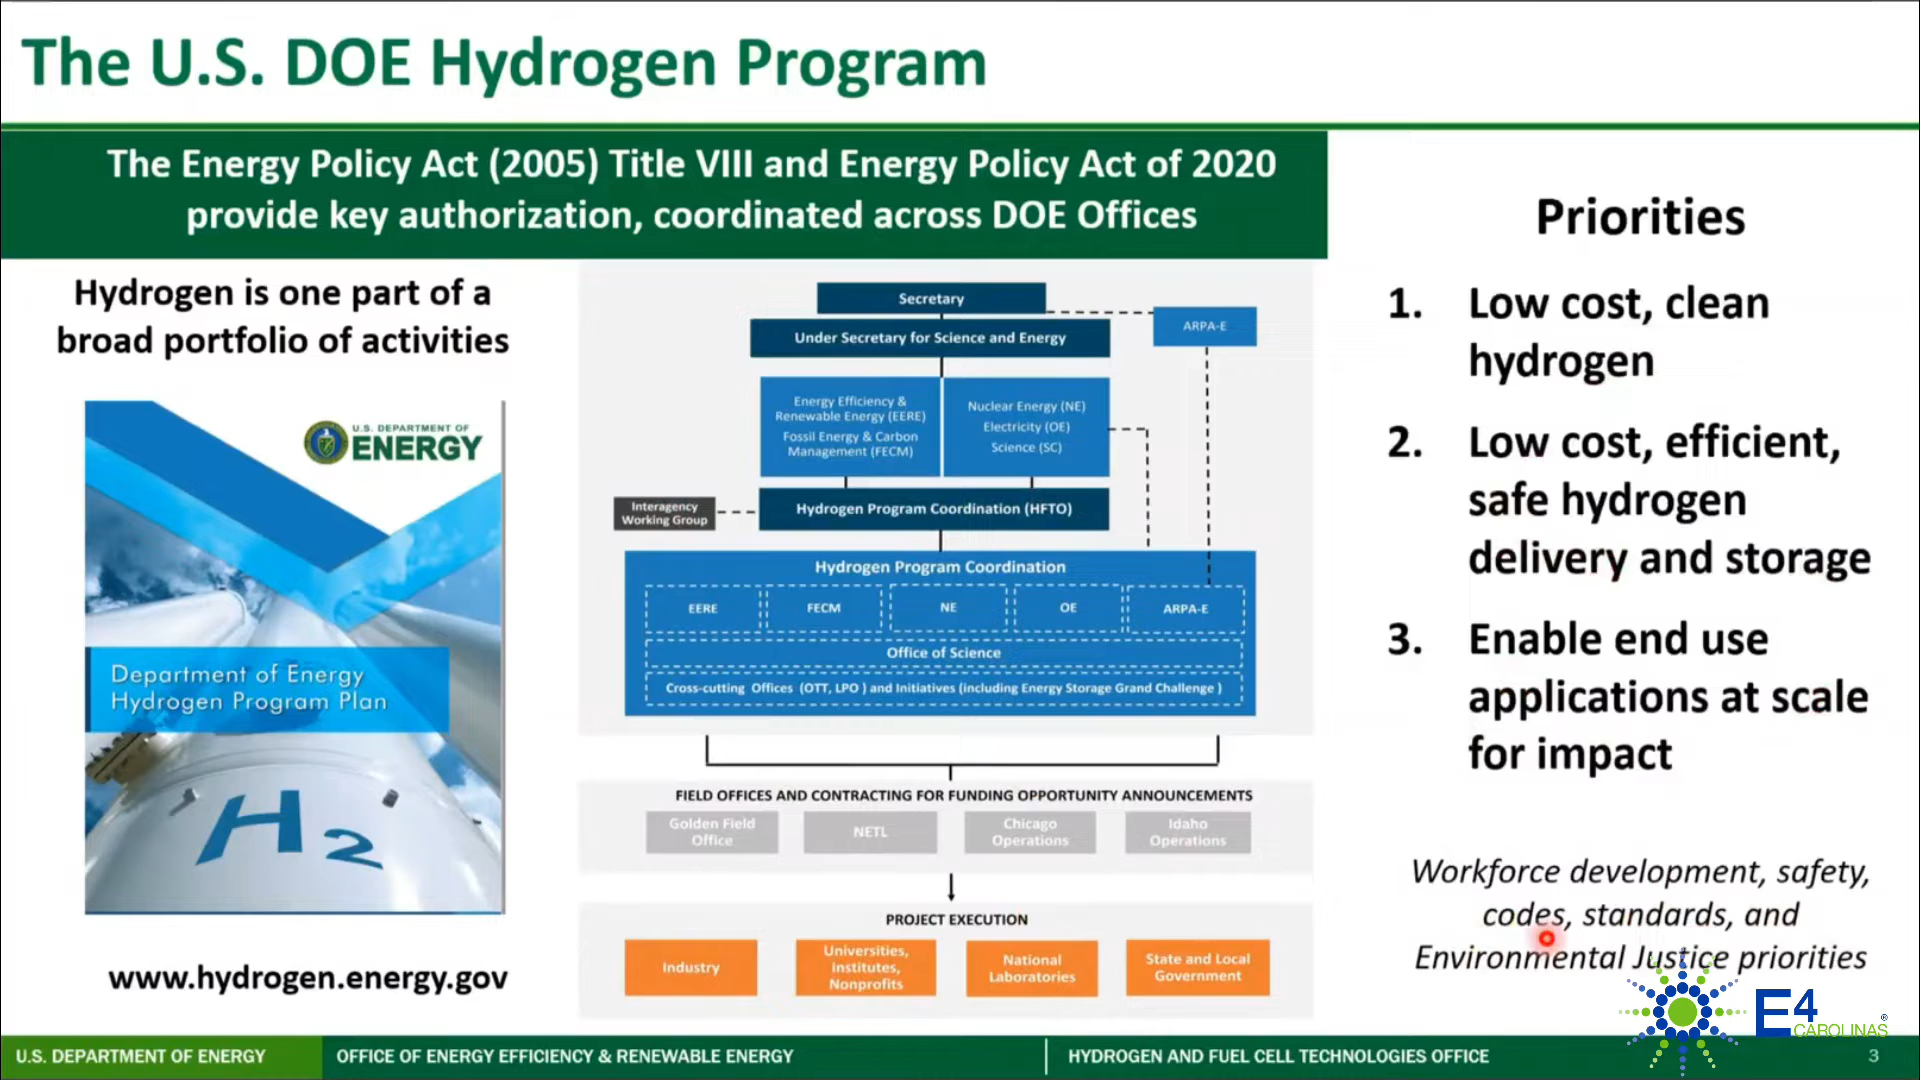 The U.S. DOE Hydrogen Program
The Energy Policy Act (2005) Title VIII and Energy Policy Act of 2020
provide key authorization, coordinated across DOE Offices
Hydrogen is one part of a
broad portfolio of activities
U.S. DEPARTMENT OF
ENERGY
Department of Energy
Hydrogen Program Plan
H2
www.hydrogen.energy.gov
Secretary
ARPA-E
Under Secretary for Science and Energy
Energy Efficiency &
Renewable Energy (EERE)
Fossil Energy & Carbon
Management (FECM)
Nuclear Energy (NE)
Electricity (OE)
Science (SC)
Interagency
Working Group
Hydrogen Program Coordination (HFTO)
Hydrogen Program Coordination
EERE
FECM
NE
OE
ARPA-E
Office of Science
Cross-cutting Offices (OTT, LPO ) and Initiatives (including Energy Storage Grand Challenge )
FIELD OFFICES AND CONTRACTING FOR FUNDING OPPORTUNITY ANNOUNCEMENTS
Golden Field
Office
NETL
Chicago
Operations
Idaho
Operations
PROJECT EXECUTION
Industry
Universities,
Institutes,
Nonprofits
National
Laboratories
State and Local
Government
Priorities
1. Low cost, clean
hydrogen
2. Low cost, efficient,
safe hydrogen
delivery and storage
3. Enable end use
applications at scale
for impact
Workforce development, safety,
codes, standards, and
Environmental Justice priorities
E4
CAROLINAS®
U.S. DEPARTMENT OF ENERGY
OFFICE OF ENERGY EFFICIENCY & RENEWABLE ENERGY
HYDROGEN AND FUEL CELL TECHNOLOGIES OFFICE
3